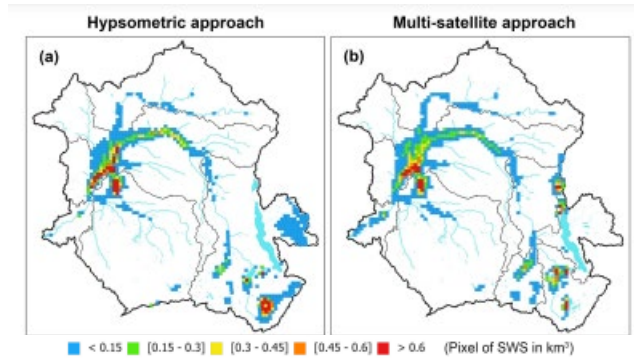 Hypsometric approach Multi-satellite approach
(a) (b)
< 0.15 [0.15 - 0.3] [0.3 - 0.45] [0.45 - 0.6] > 0.6 (Pixel of SWS in km³)